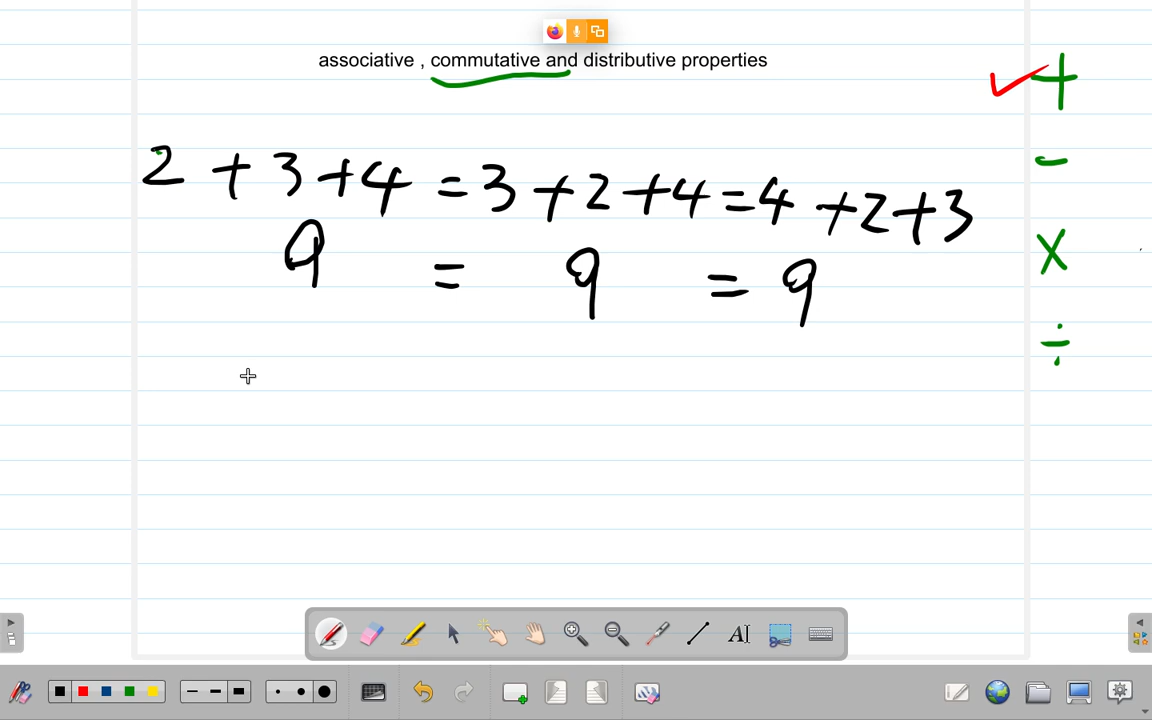 associative , commutative and distributive properties
2 + 3 + 4 = 3 + 2 + 4 = 4 + 2 + 3
9 = 9 = 9
+
-
×
÷